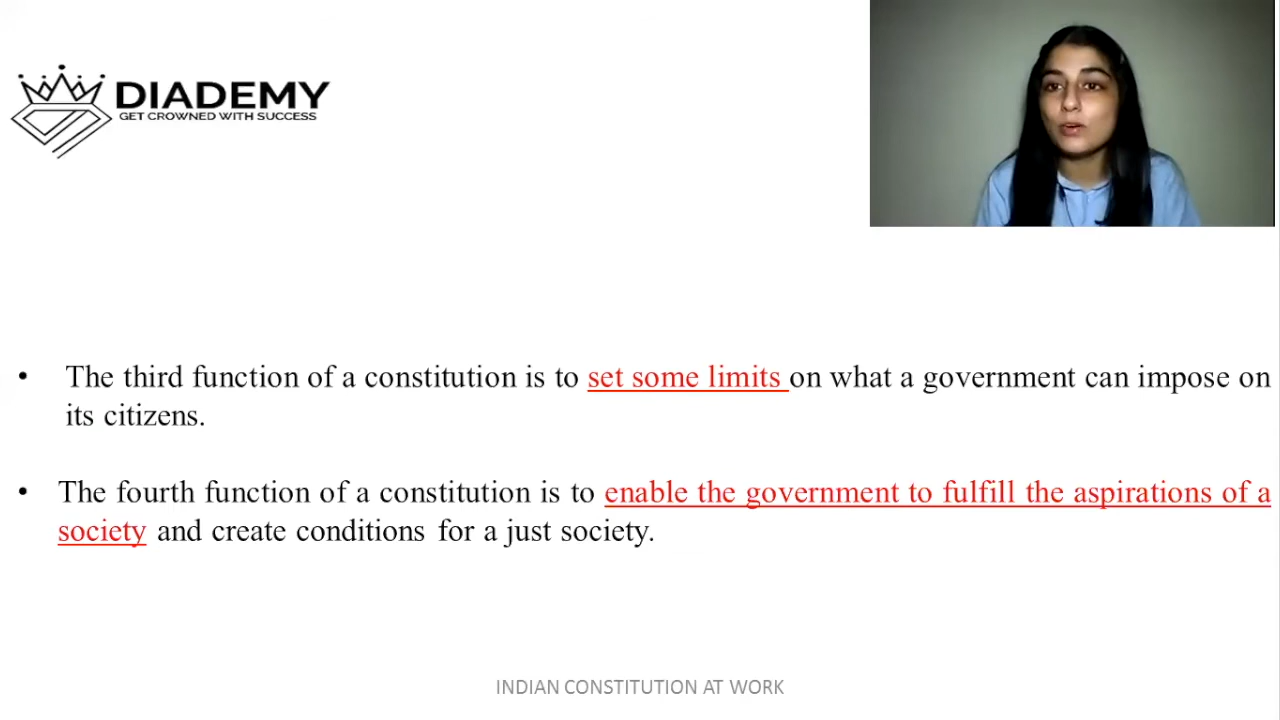 DIADEMY
GET CROWNED WITH SUCCESS
• The third function of a constitution is to set some limits on what a government can impose on
its citizens.
• The fourth function of a constitution is to enable the government to fulfill the aspirations of a
society and create conditions for a just society.
INDIAN CONSTITUTION AT WORK